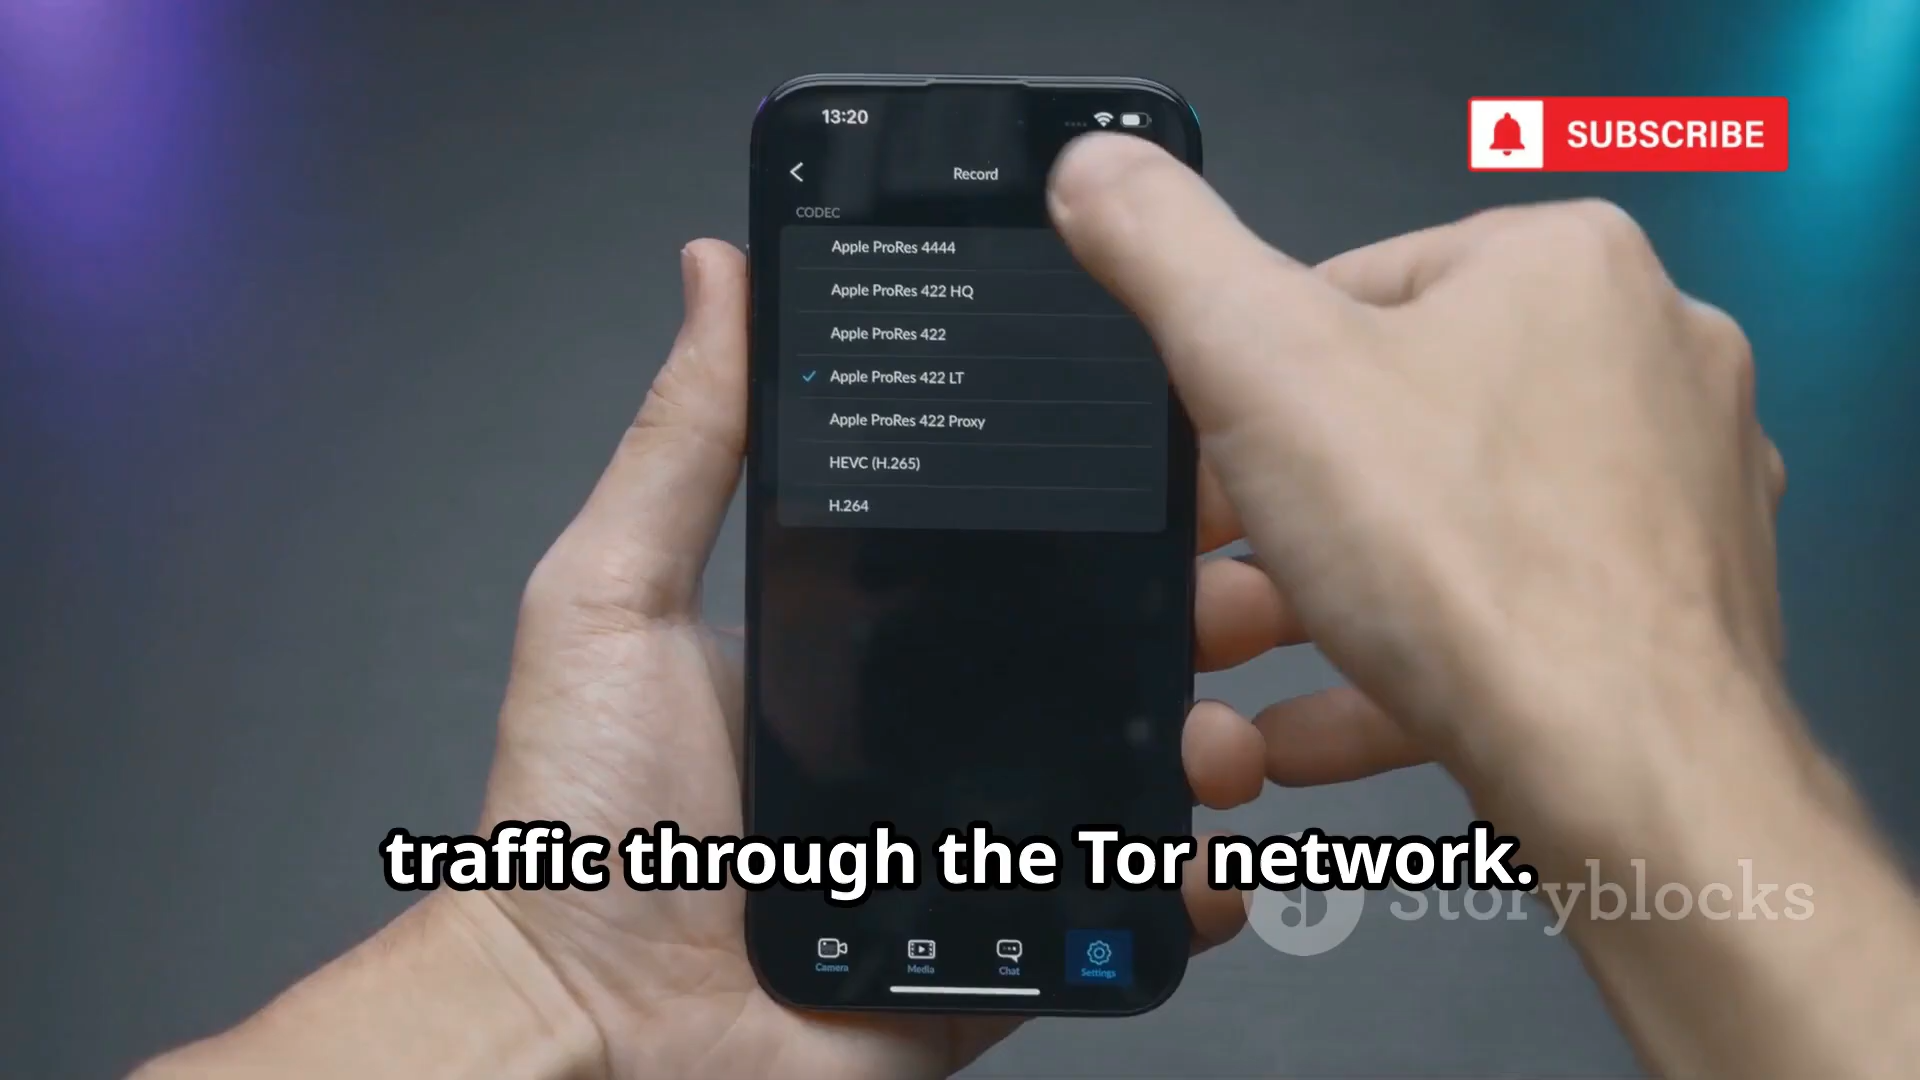 13:20
SUBSCRIBE
Record
CODEC
Apple ProRes 4444
Apple ProRes 422 HQ
Apple ProRes 422
Apple ProRes 422 LT
Apple ProRes 422 Proxy
HEVC (H.265)
H.264
traffic through the Tor network.
Storyblocks
Camera
Media
Chat
Settings